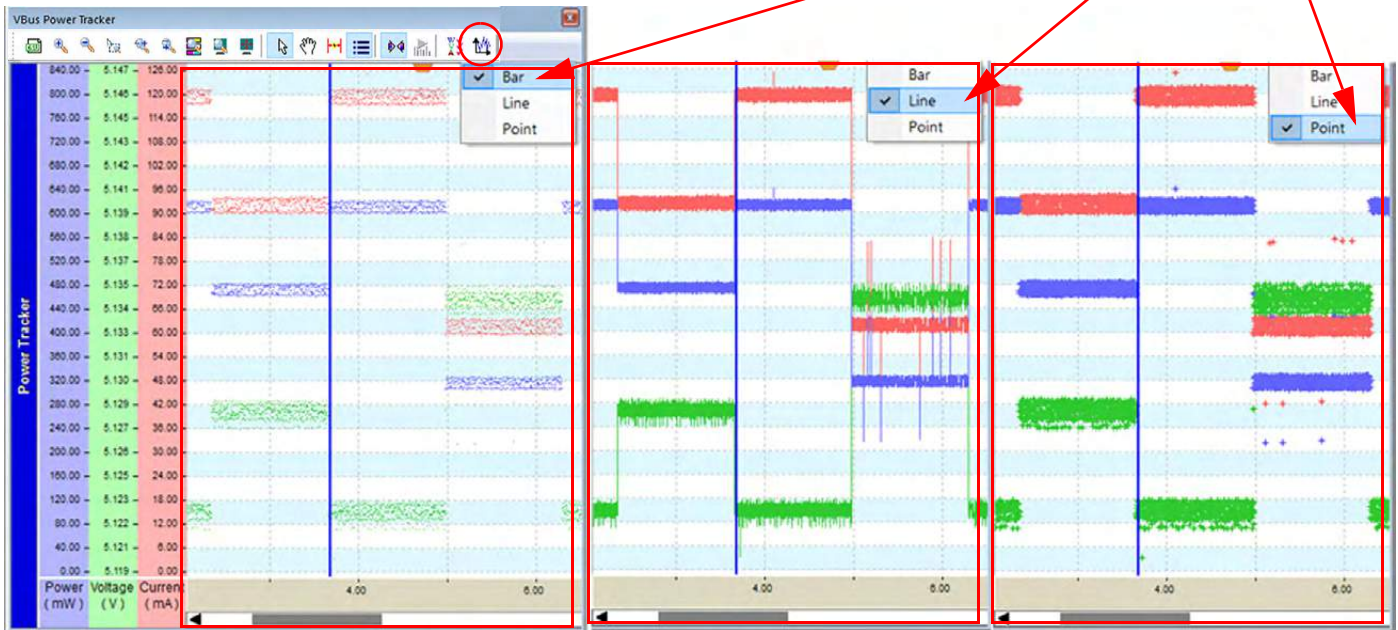 VBus Power Tracker
Bar
Line
Point
Bar
Line
Point
Bar
Line
Point
840.00 5.147 126.00
800.00 5.146 120.00
760.00 5.145 114.00
720.00 5.143 108.00
680.00 5.142 102.00
640.00 5.141 96.00
600.00 5.139 90.00
560.00 5.138 84.00
520.00 5.137 78.00
480.00 5.135 72.00
440.00 5.134 66.00
400.00 5.133 60.00
360.00 5.131 54.00
320.00 5.130 48.00
280.00 5.129 42.00
240.00 5.127 36.00
200.00 5.126 30.00
160.00 5.125 24.00
120.00 5.123 18.00
80.00 5.122 12.00
40.00 5.121 6.00
0.00 5.119 0.00
Power Tracker
Power Voltage Current
(mW) (V) (mA)
4.00 6.00
4.00 6.00
4.00 6.00